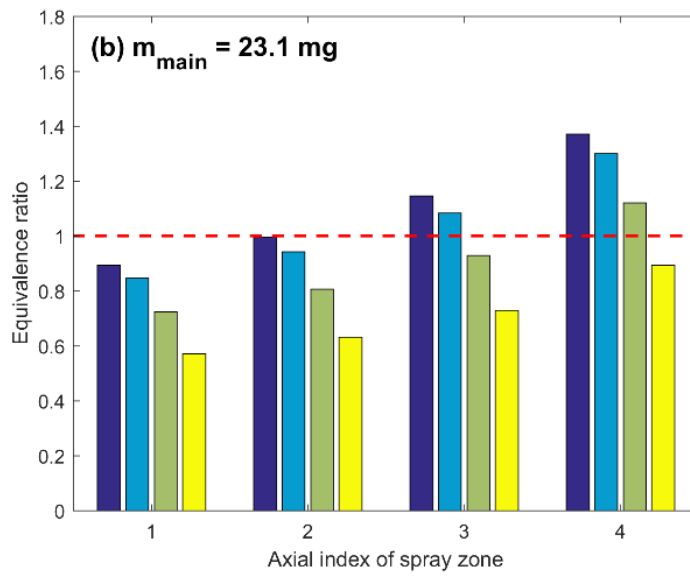 (b) m_main = 23.1 mg
Equivalence ratio
1.8
1.6
1.4
1.2
1
0.8
0.6
0.4
0.2
0
1 2 3 4
Axial index of spray zone